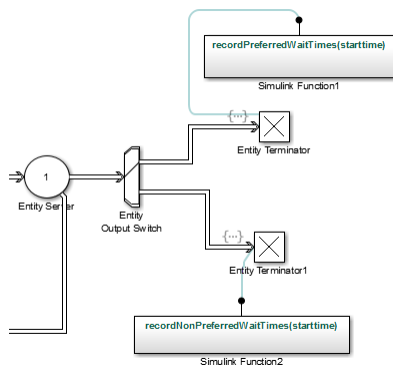 recordPreferredWaitTimes(starttime)
Simulink Function1
{...}
Entity Terminator
1
Entity Server
Entity
Output Switch
{...}
Entity Terminator1
recordNonPreferredWaitTimes(starttime)
Simulink Function2